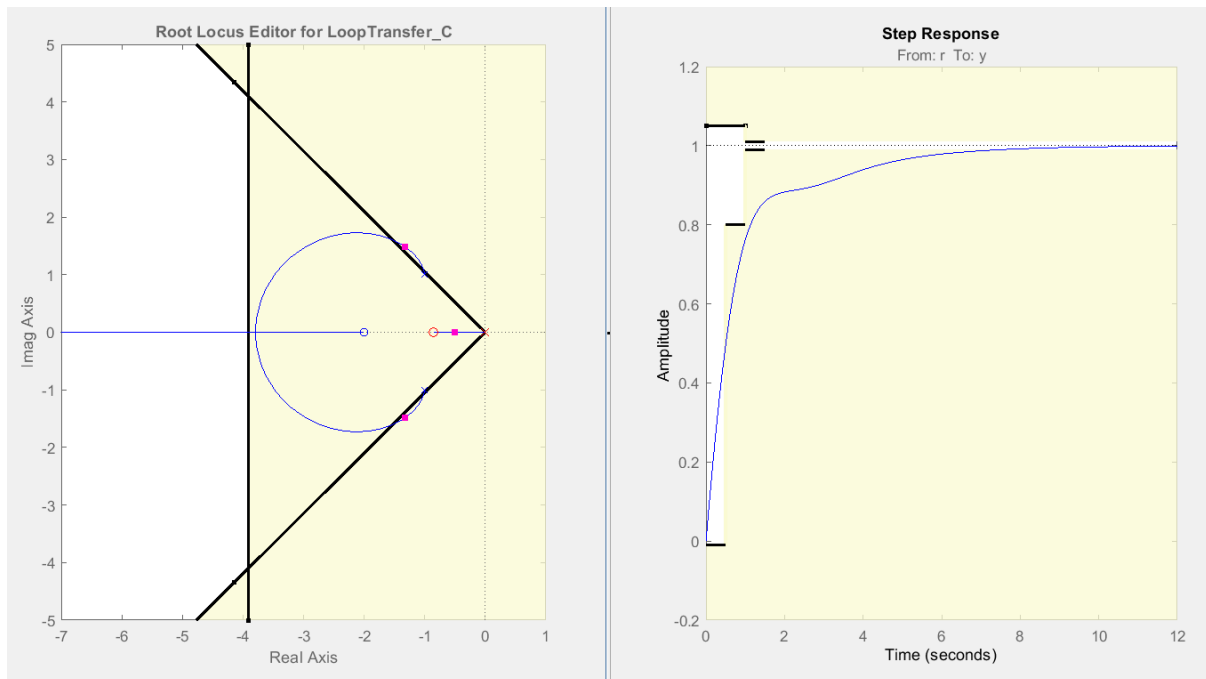 Root Locus Editor for LoopTransfer_C
5
4
3
2
1
0
-1
-2
-3
-4
-5
Imag Axis
-7 -6 -5 -4 -3 -2 -1 0 1
Real Axis
Step Response
From: r To: y
1.2
1
0.8
0.6
0.4
0.2
0
-0.2
Amplitude
0 2 4 6 8 10 12
Time (seconds)